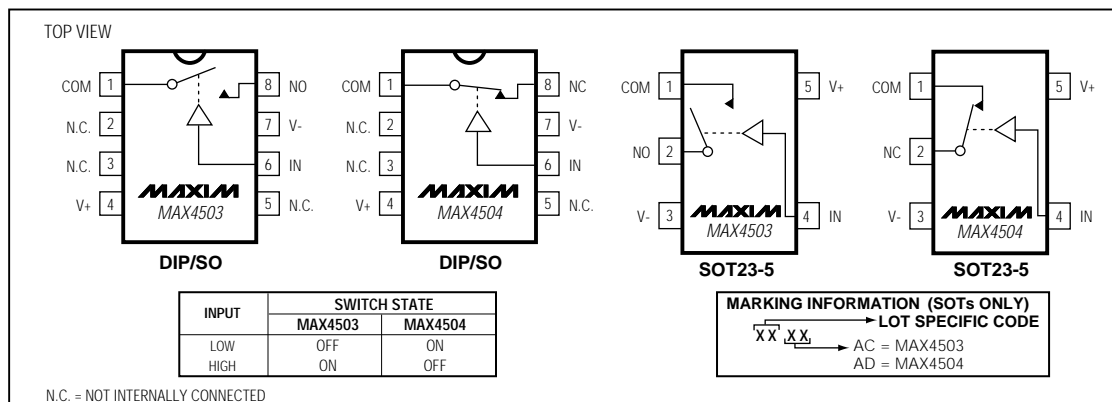 TOP VIEW
COM 1
N.C. 2
N.C. 3
V+ 4
8 NO
7 V-
6 IN
5 N.C.
MAXIM
MAX4503
DIP/SO
COM 1
N.C. 2
N.C. 3
V+ 4
8 NC
7 V-
6 IN
5 N.C.
MAXIM
MAX4504
DIP/SO
COM 1
NO 2
V- 3
5 V+
4 IN
MAXIM
MAX4503
SOT23-5
COM 1
NC 2
V- 3
5 V+
4 IN
MAXIM
MAX4504
SOT23-5
INPUT SWITCH STATE
MAX4503 MAX4504
LOW OFF ON
HIGH ON OFF
MARKING INFORMATION (SOTs ONLY)
LOT SPECIFIC CODE
XX XX
AC = MAX4503
AD = MAX4504
N.C. = NOT INTERNALLY CONNECTED